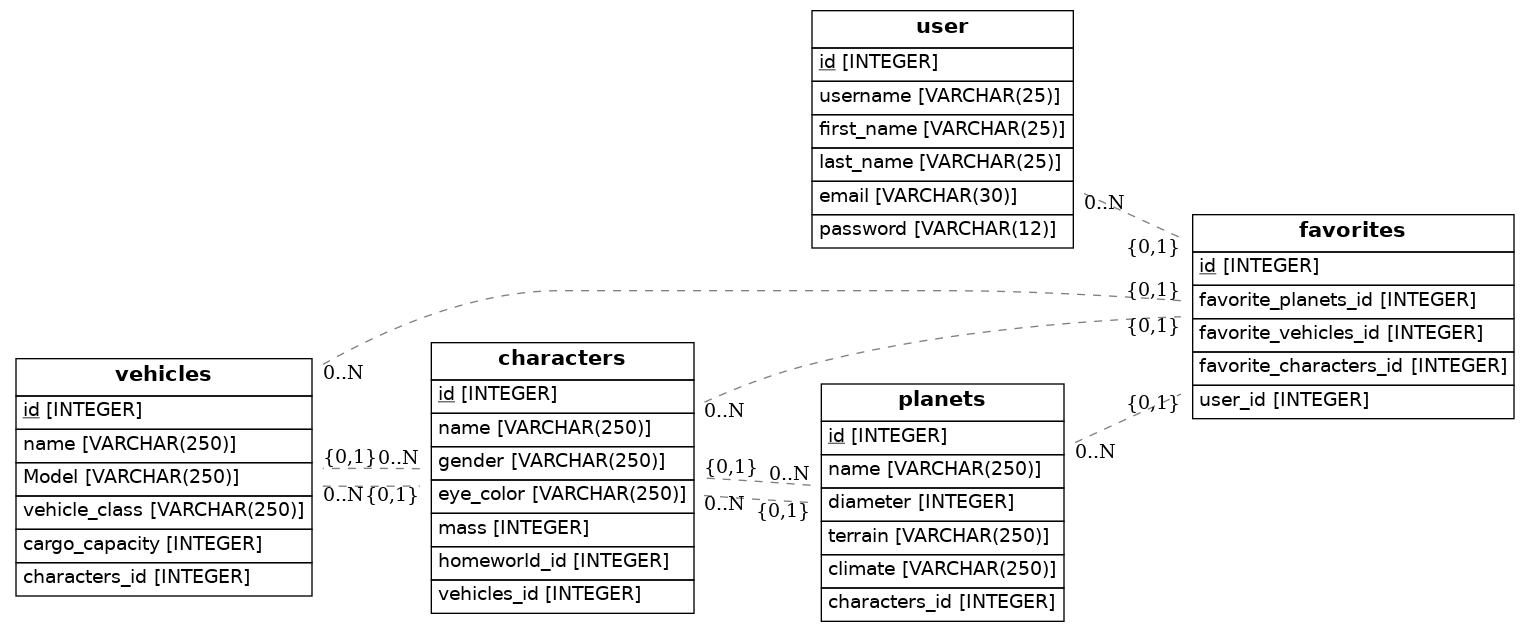 user
id [INTEGER]
username [VARCHAR(25)]
first_name [VARCHAR(25)]
last_name [VARCHAR(25)]
email [VARCHAR(30)]
password [VARCHAR(12)]
0..N
{0,1}
favorites
id [INTEGER]
favorite_planets_id [INTEGER]
favorite_vehicles_id [INTEGER]
favorite_characters_id [INTEGER]
user_id [INTEGER]
{0,1}
{0,1}
{0,1}
vehicles
id [INTEGER]
name [VARCHAR(250)]
Model [VARCHAR(250)]
vehicle_class [VARCHAR(250)]
cargo_capacity [INTEGER]
characters_id [INTEGER]
0..N
{0,1} 0..N
0..N {0,1}
characters
id [INTEGER]
name [VARCHAR(250)]
gender [VARCHAR(250)]
eye_color [VARCHAR(250)]
mass [INTEGER]
homeworld_id [INTEGER]
vehicles_id [INTEGER]
0..N
{0,1} 0..N
0..N {0,1}
planets
id [INTEGER]
name [VARCHAR(250)]
diameter [INTEGER]
terrain [VARCHAR(250)]
climate [VARCHAR(250)]
characters_id [INTEGER]
0..N